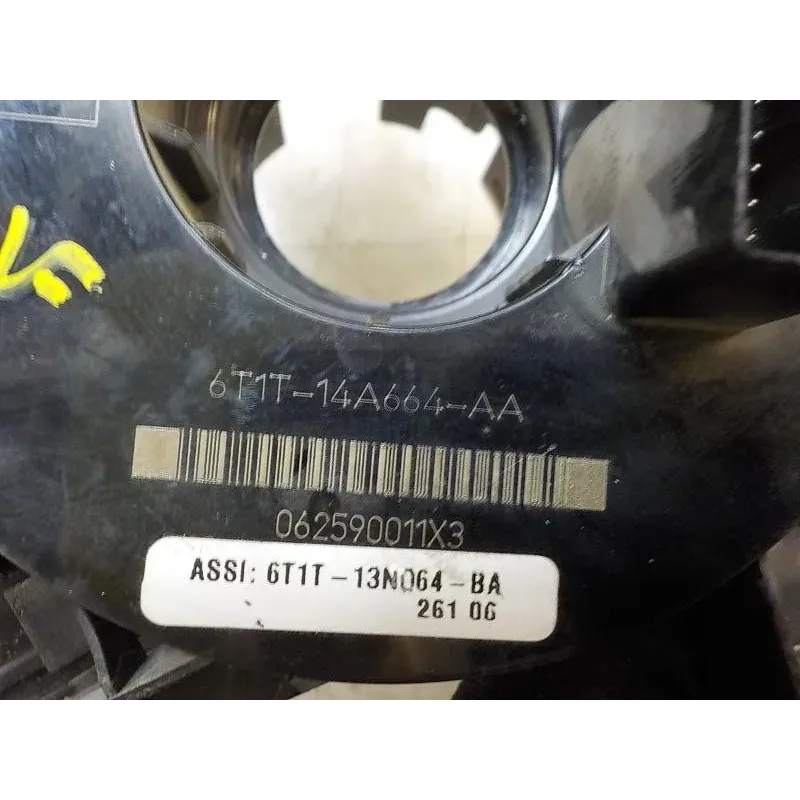 6T1T-14A664-AA
062590011X3
ASSI: 6T1T-13N064-BA
261 06